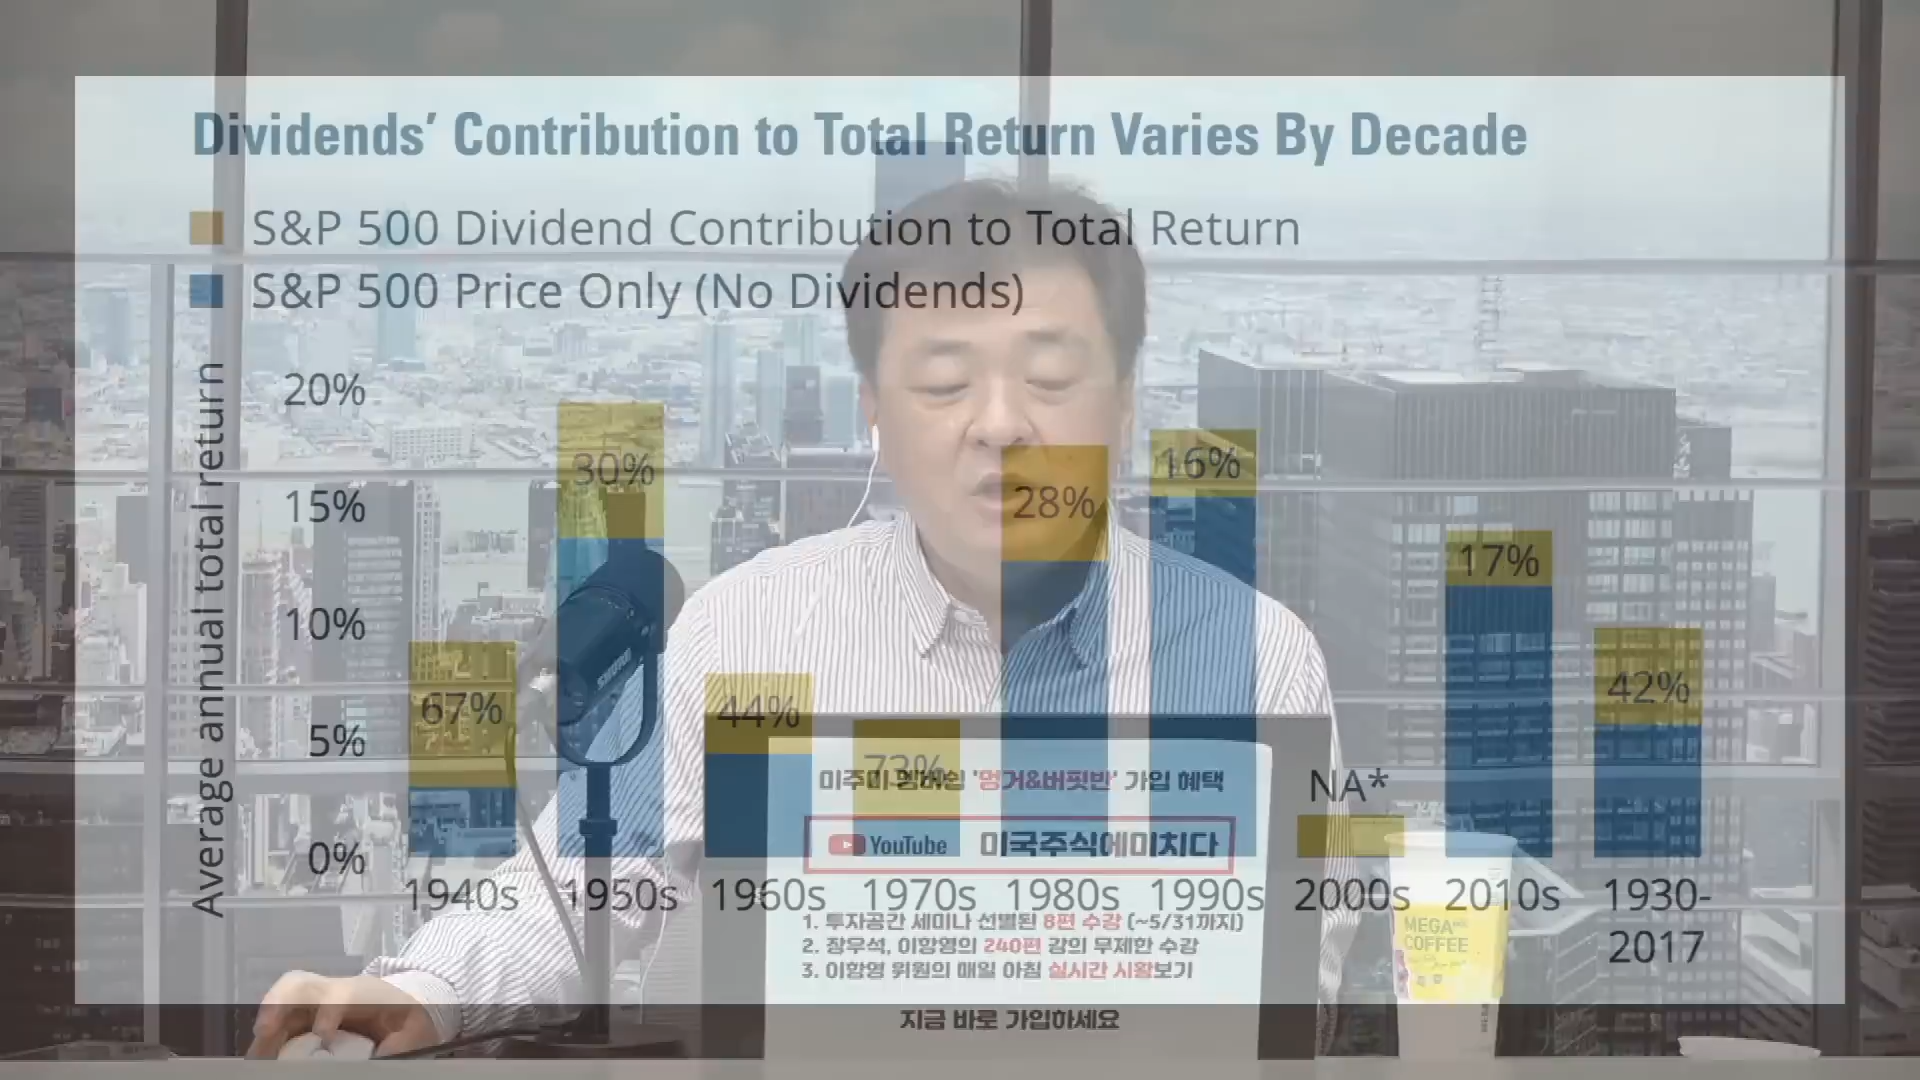 Dividends’ Contribution to Total Return Varies By Decade
S&P 500 Dividend Contribution to Total Return
S&P 500 Price Only (No Dividends)
Average annual total return
20%
15%
10%
5%
0%
67%
30%
44%
73%
28%
16%
NA*
17%
42%
1940s 1950s 1960s 1970s 1980s 1990s 2000s 2010s 1930-
2017
SHURE
미주미 멤버쉽 '멍거&버핏반' 가입 혜택
YouTube 미국주식에미치다
1. 투자공간 세미나 선별된 8편 수강 (~5/31까지)
2. 장우석, 이항영의 240편 강의 무제한 수강
3. 이항영 위원의 매일 아침 실시간 시황보기
지금 바로 가입하세요
MEGA
COFFEE